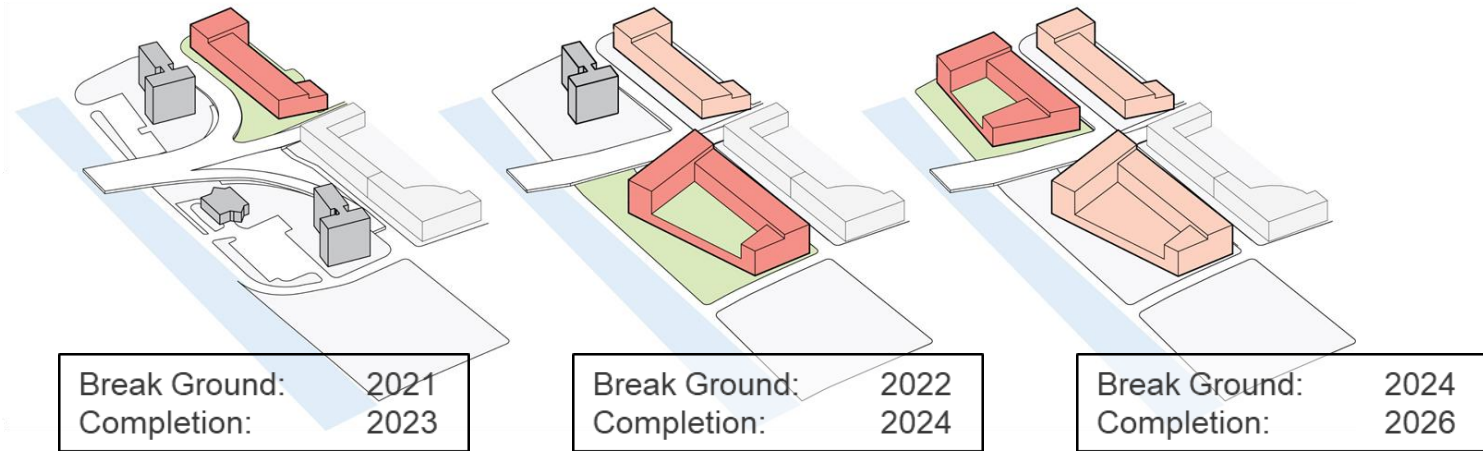 Break Ground: 2021
Completion: 2023
Break Ground: 2022
Completion: 2024
Break Ground: 2024
Completion: 2026